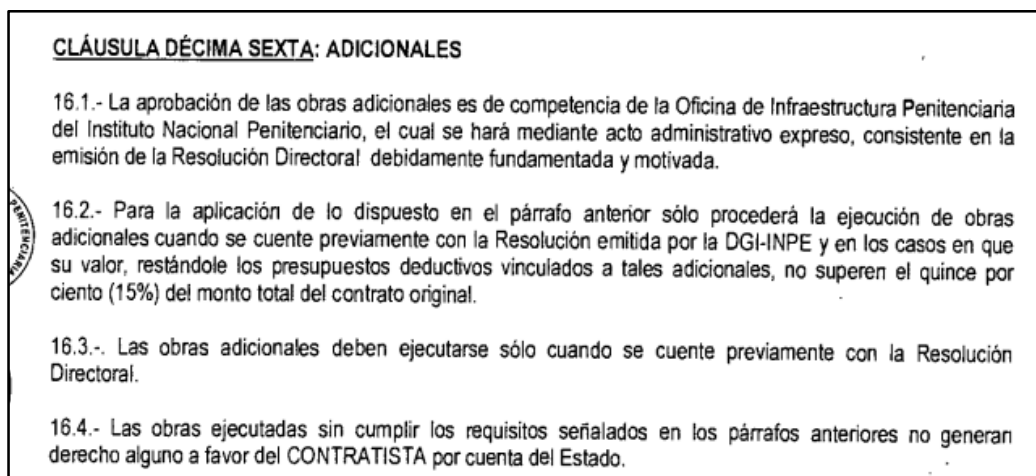 CLÁUSULA DÉCIMA SEXTA: ADICIONALES
16.1.- La aprobación de las obras adicionales es de competencia de la Oficina de Infraestructura Penitenciaria
del Instituto Nacional Penitenciario, el cual se hará mediante acto administrativo expreso, consistente en la
emisión de la Resolución Directoral debidamente fundamentada y motivada.
16.2.- Para la aplicación de lo dispuesto en el párrafo anterior sólo procederá la ejecución de obras
adicionales cuando se cuente previamente con la Resolución emitida por la DGI-INPE y en los casos en que
su valor, restándole los presupuestos deductivos vinculados a tales adicionales, no superen el quince por
ciento (15%) del monto total del contrato original.
16.3.-. Las obras adicionales deben ejecutarse sólo cuando se cuente previamente con la Resolución
Directoral.
16.4.- Las obras ejecutadas sin cumplir los requisitos señalados en los párrafos anteriores no generan
derecho alguno a favor del CONTRATISTA por cuenta del Estado.
PENITENCIARIA